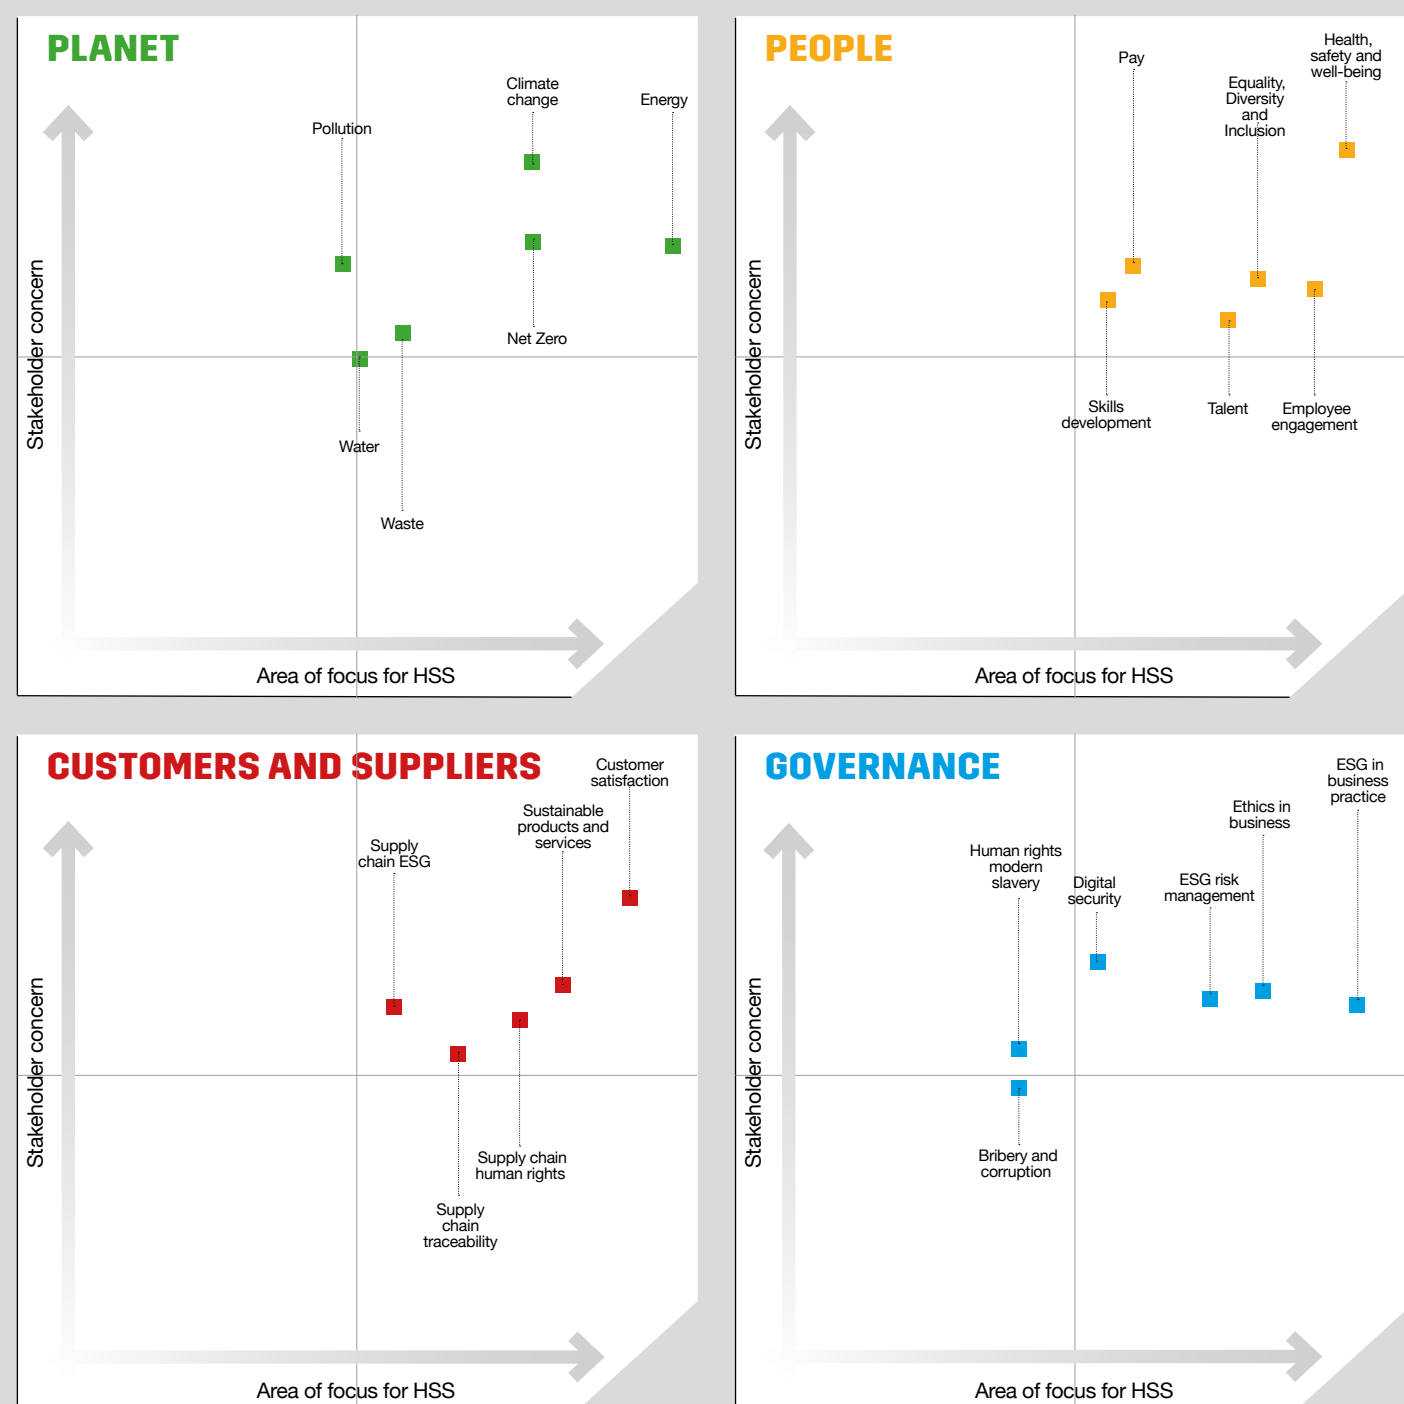 PLANET
Climate
change
Energy
Pollution
Net Zero
Water
Waste
Stakeholder concern
Area of focus for HSS
PEOPLE
Health,
safety and
well-being
Pay
Equality,
Diversity
and
Inclusion
Skills
development
Talent
Employee
engagement
Stakeholder concern
Area of focus for HSS
CUSTOMERS AND SUPPLIERS
Customer
satisfaction
Sustainable
products and
services
Supply
chain ESG
Supply chain
human rights
Supply
chain
traceability
Stakeholder concern
Area of focus for HSS
GOVERNANCE
ESG in
business
practice
Ethics in
business
Human rights
modern
slavery
Digital
security
ESG risk
management
Bribery and
corruption
Stakeholder concern
Area of focus for HSS